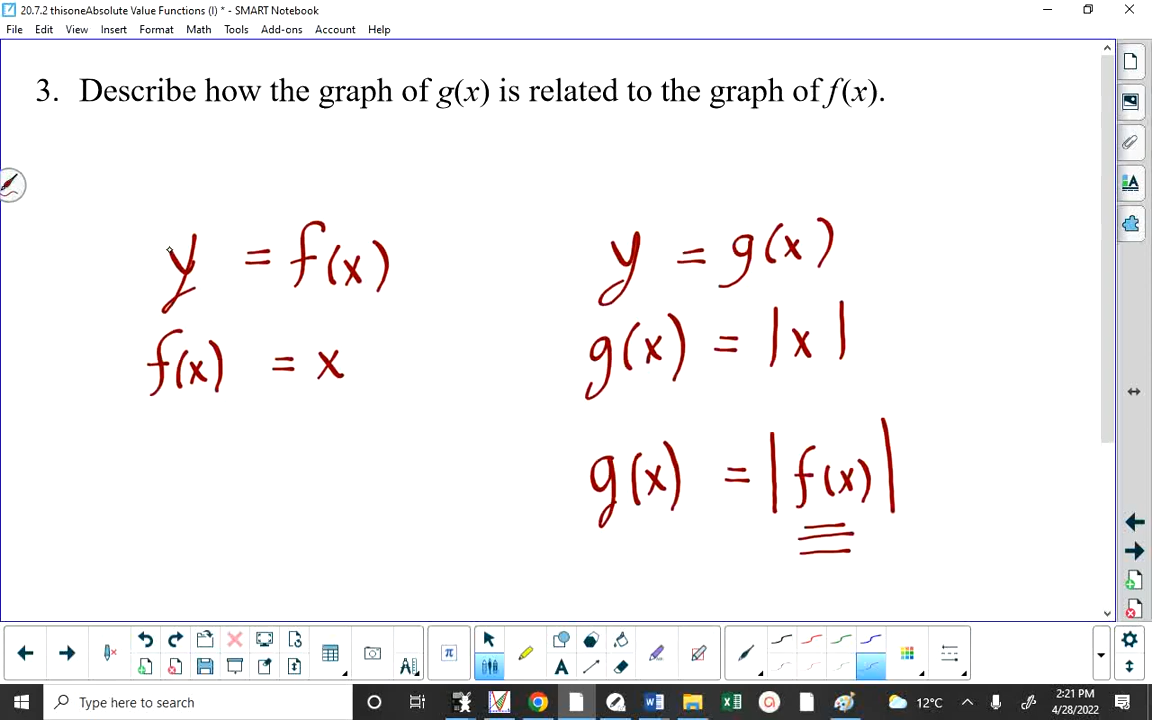 20.7.2 thisoneAbsolute Value Functions (I) * - SMART Notebook
File Edit View Insert Format Math Tools Add-ons Account Help
3. Describe how the graph of g(x) is related to the graph of f(x).
y = f(x) y = g(x)
f(x) = x g(x) = |x|
g(x) = |f(x)|
Type here to search
12°C
2:21 PM
4/28/2022